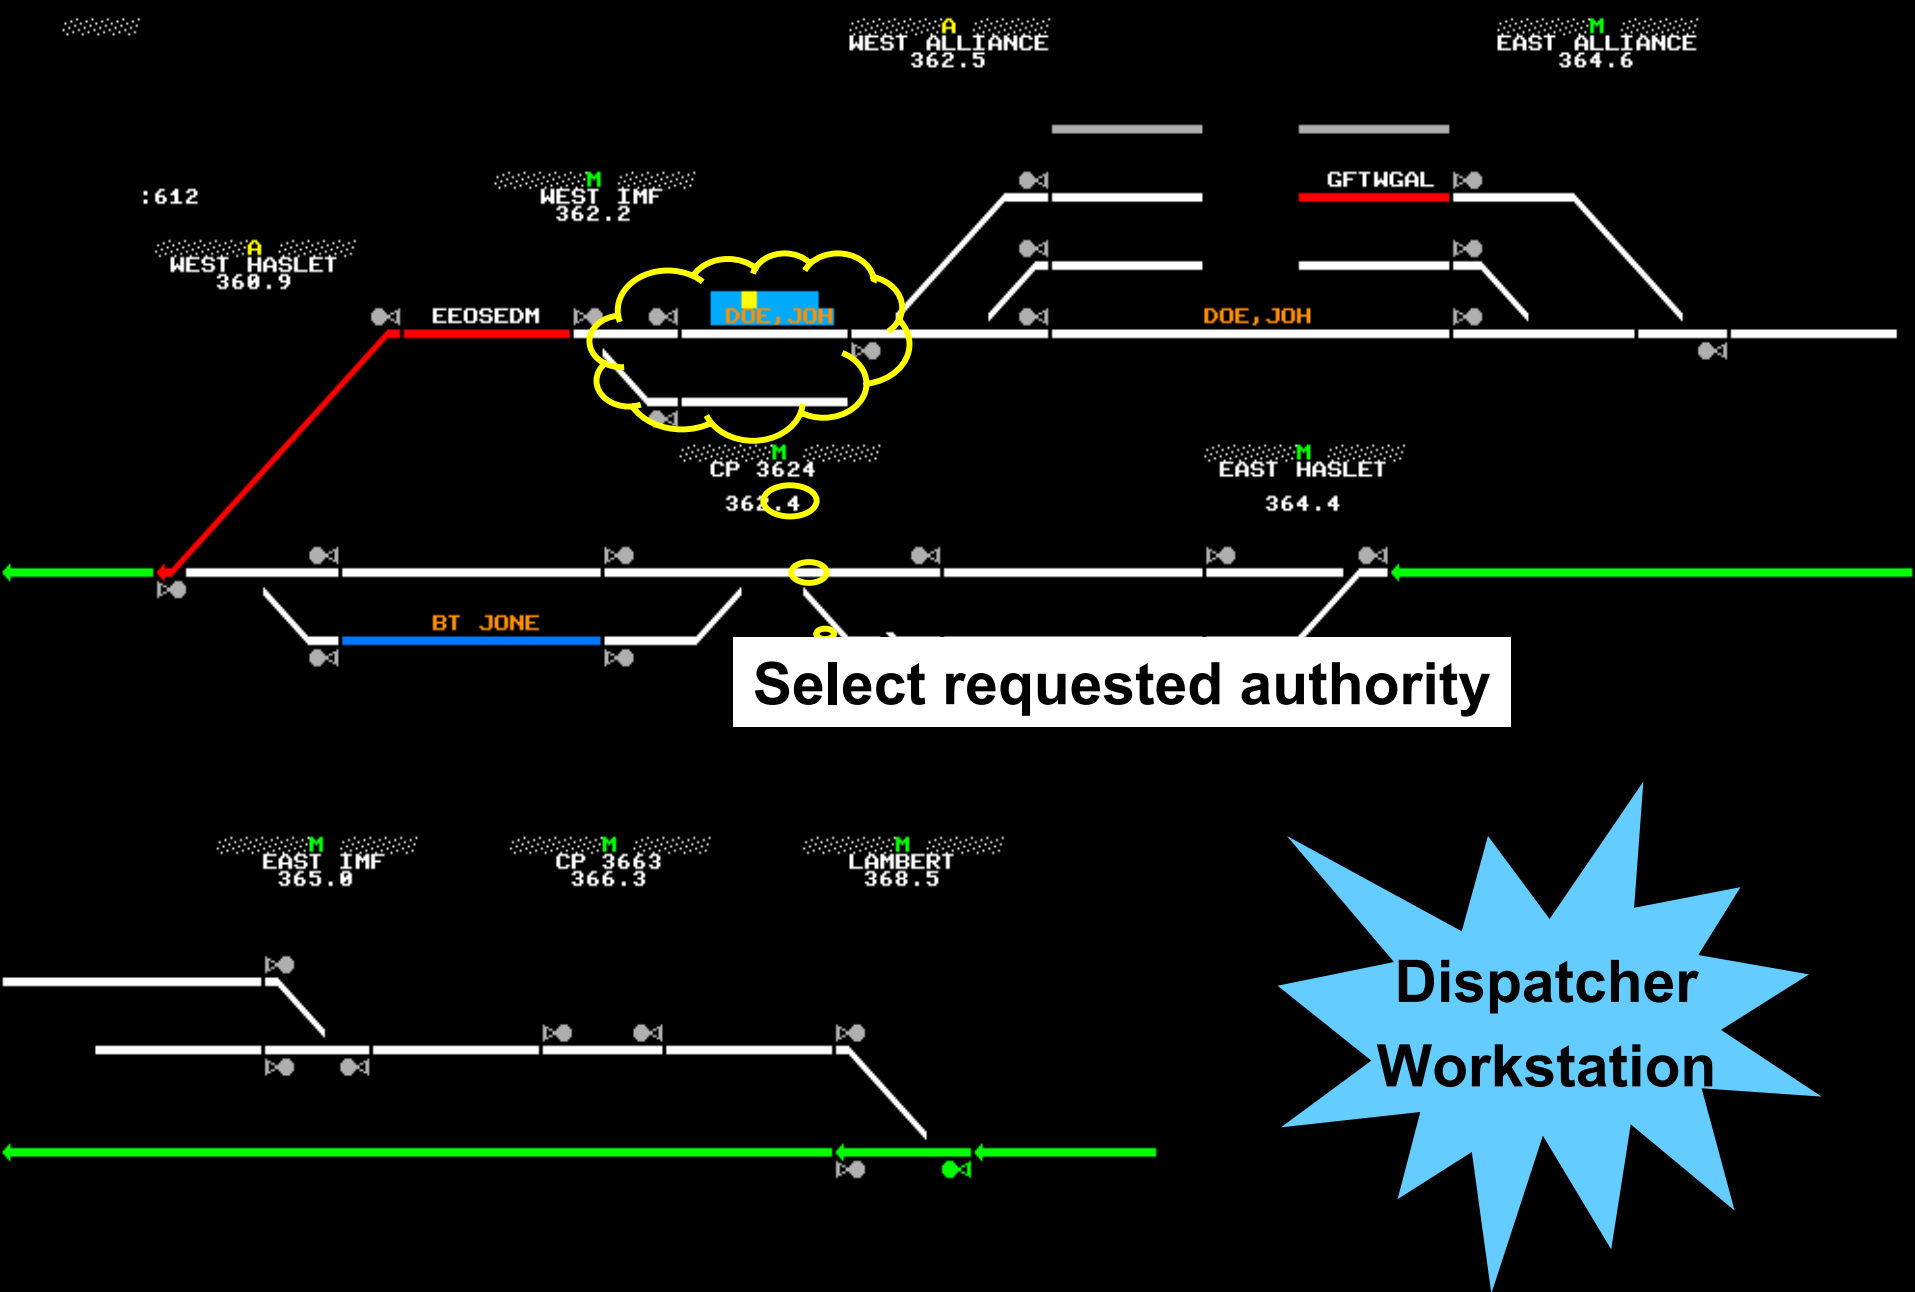 A
WEST ALLIANCE
362.5
M
EAST ALLIANCE
364.6
:612
M
WEST IMF
362.2
GFTWGAL
A
WEST HASLET
360.9
EEOSEDM
DOE,JOH
DOE,JOH
M
CP 3624
362.4
M
EAST HASLET
364.4
BT JONE
Select requested authority
M
EAST IMF
365.0
M
CP 3663
366.3
M
LAMBERT
368.5
Dispatcher
Workstation